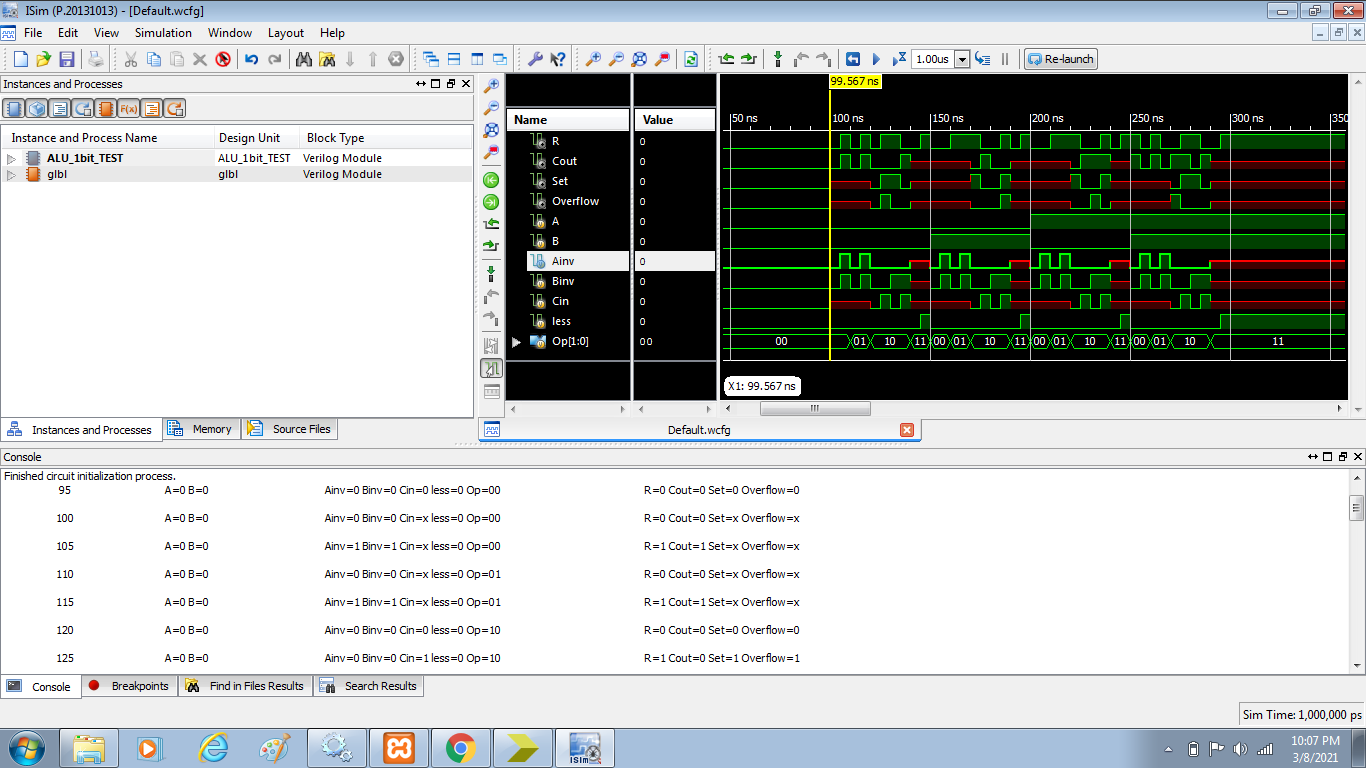 ISim (P.20131013) - [Default.wcfg]
File Edit View Simulation Window Layout Help
1.00us Re-launch
Instances and Processes
Instance and Process Name Design Unit Block Type
ALU_1bit_TEST ALU_1bit_TEST Verilog Module
glbl glbl Verilog Module
Instances and Processes Memory Source Files
99.567 ns
Name Value
50 ns 100 ns 150 ns 200 ns 250 ns 300 ns 350
R 0
Cout 0
Set 0
Overflow 0
A 0
B 0
Ainv 0
Binv 0
Cin 0
less 0
Op[1:0] 00 00 01 10 11 00 01 10 11 00 01 10 11 00 01 10 11
X1: 99.567 ns
Default.wcfg
Console
Finished circuit initialization process.
95 A=0 B=0 Ainv=0 Binv=0 Cin=0 less=0 Op=00 R=0 Cout=0 Set=0 Overflow=0
100 A=0 B=0 Ainv=0 Binv=0 Cin=x less=0 Op=00 R=0 Cout=0 Set=x Overflow=x
105 A=0 B=0 Ainv=1 Binv=1 Cin=x less=0 Op=00 R=1 Cout=1 Set=x Overflow=x
110 A=0 B=0 Ainv=0 Binv=0 Cin=x less=0 Op=01 R=0 Cout=0 Set=x Overflow=x
115 A=0 B=0 Ainv=1 Binv=1 Cin=x less=0 Op=01 R=1 Cout=1 Set=x Overflow=x
120 A=0 B=0 Ainv=0 Binv=0 Cin=0 less=0 Op=10 R=0 Cout=0 Set=0 Overflow=0
125 A=0 B=0 Ainv=0 Binv=0 Cin=1 less=0 Op=10 R=1 Cout=0 Set=1 Overflow=1
Console Breakpoints Find in Files Results Search Results
Sim Time: 1,000,000 ps
ISim
10:07 PM
3/8/2021